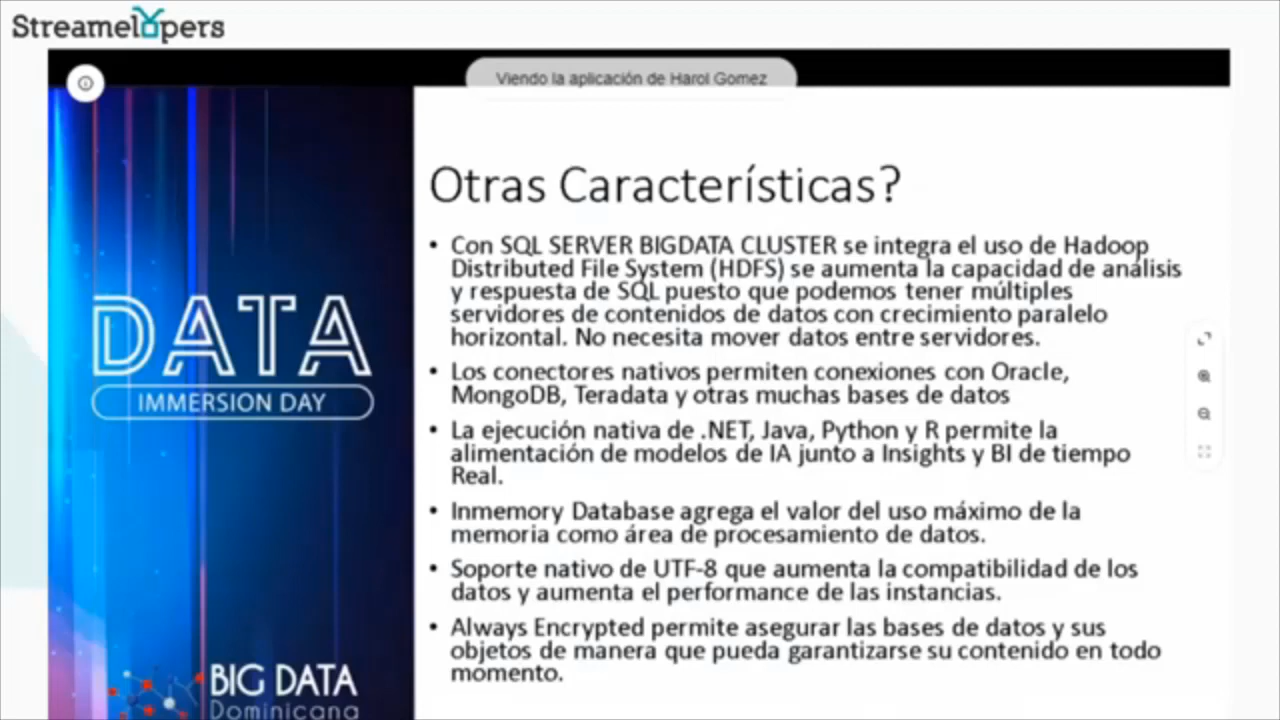 Streamelopers
Viendo la aplicación de Harol Gomez
DATA
IMMERSION DAY
BIG DATA
Dominicana
Otras Características?
• Con SQL SERVER BIGDATA CLUSTER se integra el uso de Hadoop
Distributed File System (HDFS) se aumenta la capacidad de análisis
y respuesta de SQL puesto que podemos tener múltiples
servidores de contenidos de datos con crecimiento paralelo
horizontal. No necesita mover datos entre servidores.
• Los conectores nativos permiten conexiones con Oracle,
MongoDB, Teradata y otras muchas bases de datos
• La ejecución nativa de .NET, Java, Python y R permite la
alimentación de modelos de IA junto a Insights y BI de tiempo
Real.
• Inmemory Database agrega el valor del uso máximo de la
memoria como área de procesamiento de datos.
• Soporte nativo de UTF-8 que aumenta la compatibilidad de los
datos y aumenta el performance de las instancias.
• Always Encrypted permite asegurar las bases de datos y sus
objetos de manera que pueda garantizarse su contenido en todo
momento.